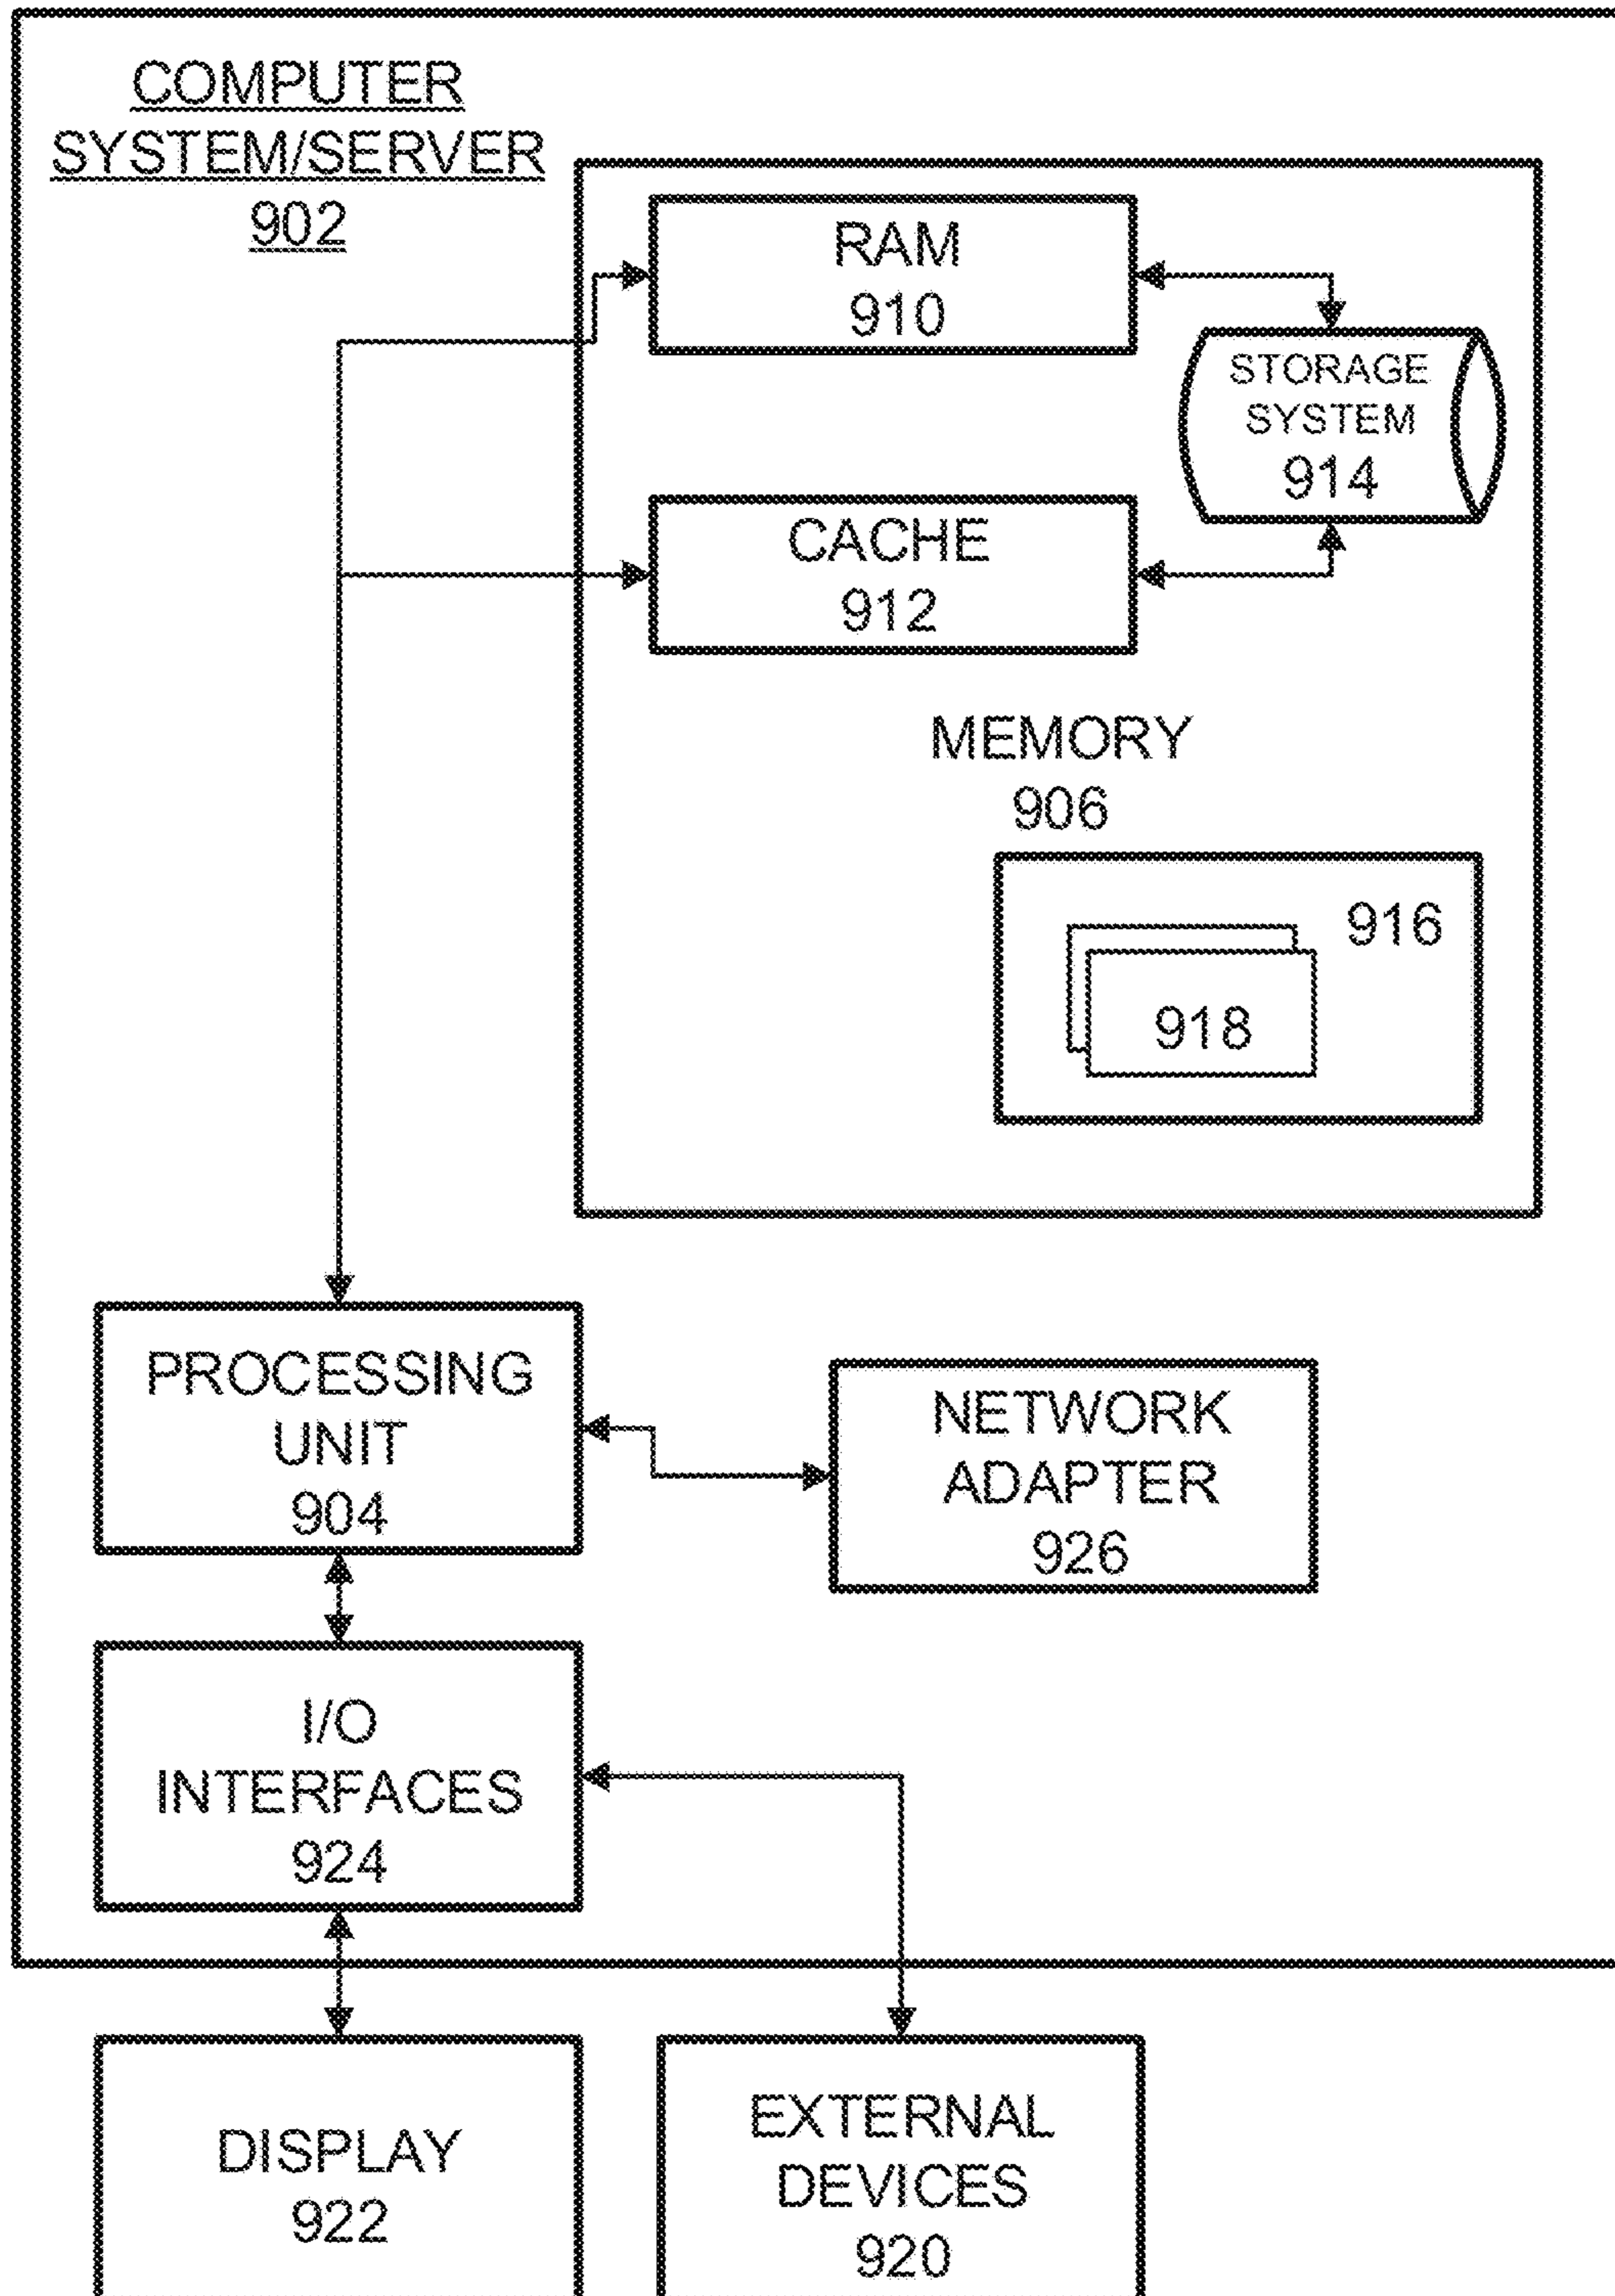 COMPUTER
SYSTEM/SERVER
902
RAM
910
STORAGE
SYSTEM
914
CACHE
912
MEMORY
906
916
918
PROCESSING
UNIT
904
NETWORK
ADAPTER
926
I/O
INTERFACES
924
DISPLAY
922
EXTERNAL
DEVICES
920